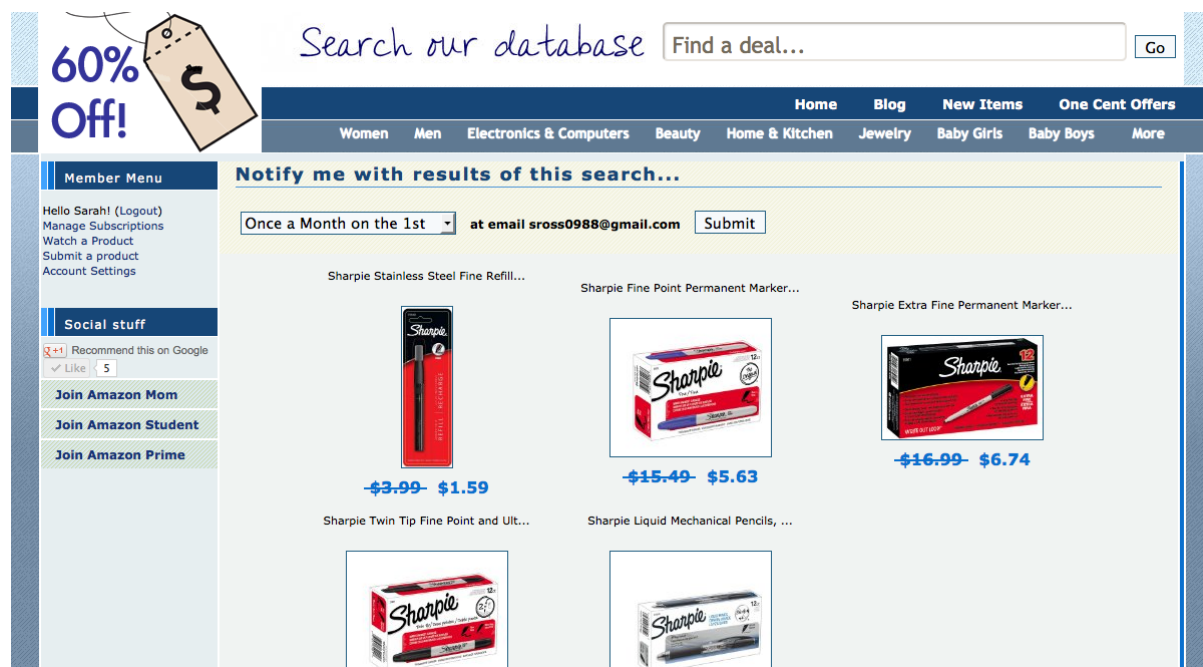 60%
Off!
$
Search our database
Find a deal...
Go
Home Blog New Items One Cent Offers
Women Men Electronics & Computers Beauty Home & Kitchen Jewelry Baby Girls Baby Boys More
Member Menu
Hello Sarah! (Logout)
Manage Subscriptions
Watch a Product
Submit a product
Account Settings
Social stuff
+1 Recommend this on Google
Like 5
Join Amazon Mom
Join Amazon Student
Join Amazon Prime
Notify me with results of this search...
Once a Month on the 1st at email sross0988@gmail.com Submit
Sharpie Stainless Steel Fine Refill...
Sharpie
REFILL | RECHARGE
$3.99 $1.59
Sharpie Fine Point Permanent Marker...
Sharpie
12
$15.49 $5.63
Sharpie Extra Fine Permanent Marker...
Sharpie
12
$16.99 $6.74
Sharpie Twin Tip Fine Point and Ult...
Sharpie
12
Sharpie Liquid Mechanical Pencils, ...
Sharpie
12